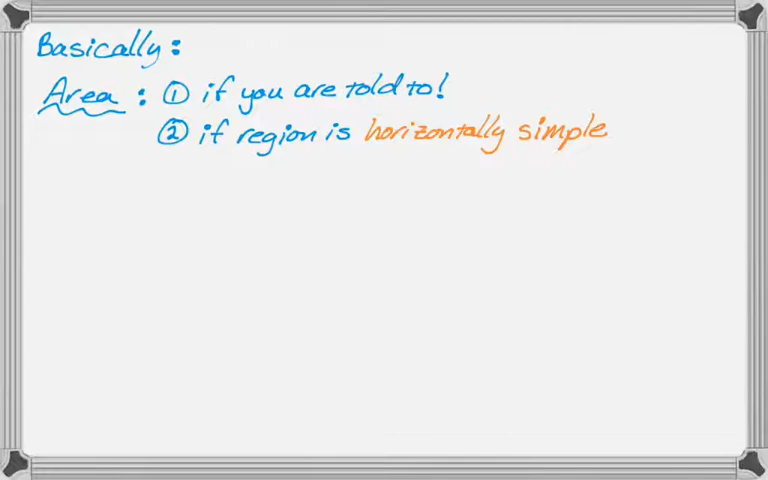 Basically:
Area: ① if you are told to!
② if region is horizontally simple